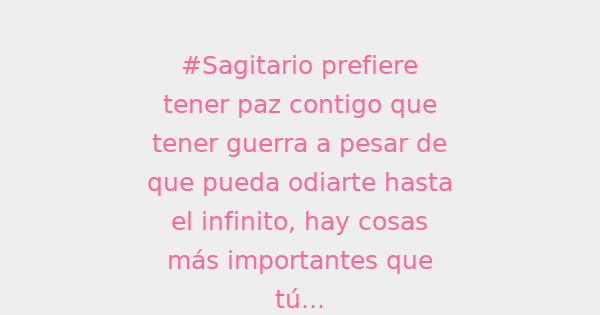 #Sagitario prefiere
tener paz contigo que
tener guerra a pesar de
que pueda odiarte hasta
el infinito, hay cosas
más importantes que
tú...